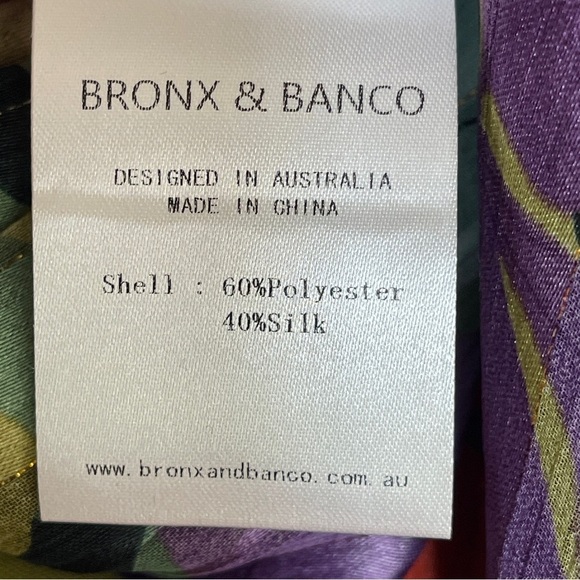 BRONX & BANCO
DESIGNED IN AUSTRALIA
MADE IN CHINA
Shell : 60%Polyester
40%Silk
www. bronxandbanco. com. au